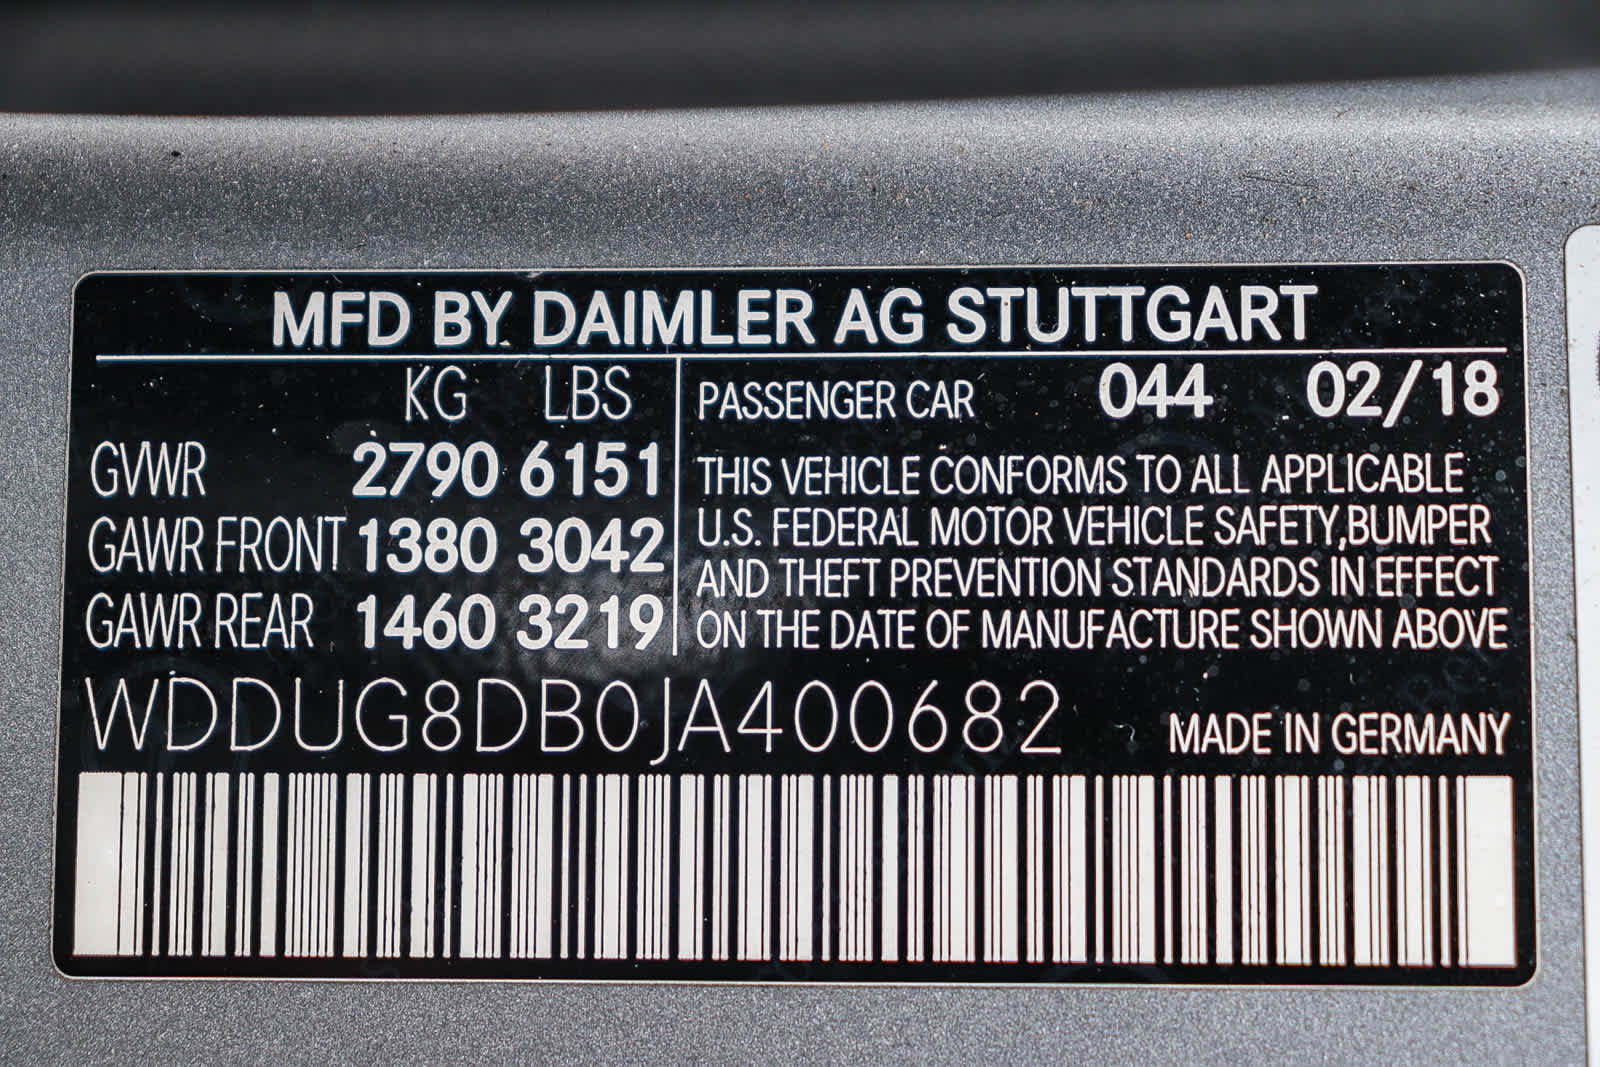 MFD BY DAIMLER AG STUTTGART
KG LBS
GVWR 2790 6151
GAWR FRONT 1380 3042
GAWR REAR 1460 3219
PASSENGER CAR 044 02/18
THIS VEHICLE CONFORMS TO ALL APPLICABLE
U.S. FEDERAL MOTOR VEHICLE SAFETY,BUMPER
AND THEFT PREVENTION STANDARDS IN EFFECT
ON THE DATE OF MANUFACTURE SHOWN ABOVE
WDDUG8DB0JA400682
MADE IN GERMANY